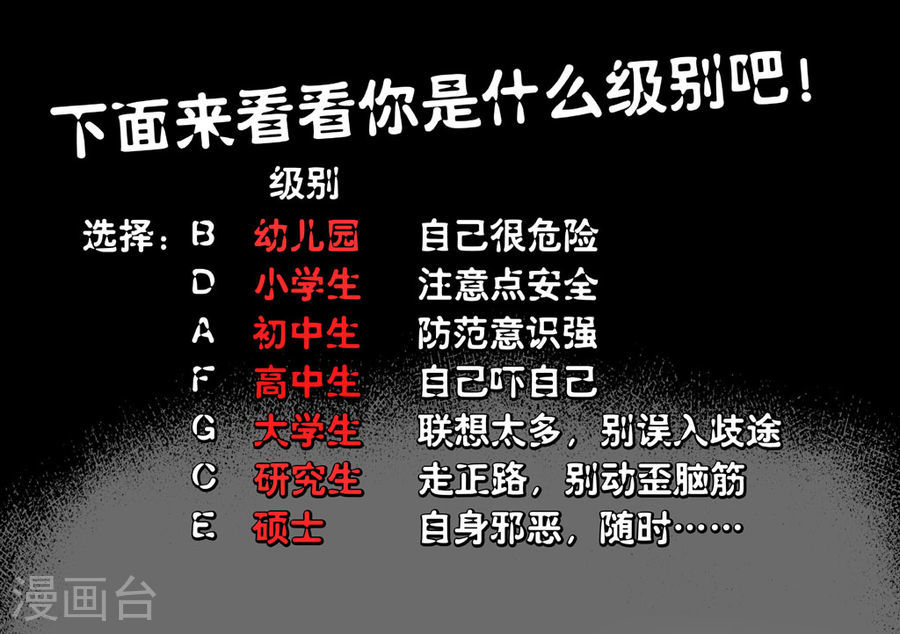 下面来看看你是什么级别吧！
级别
选择：B 幼儿园 自己很危险
D 小学生 注意点安全
A 初中生 防范意识强
F 高中生 自己吓自己
G 大学生 联想太多，别误入歧途
C 研究生 走正路，别动歪脑筋
E 硕士 自身邪恶，随时……
漫画台